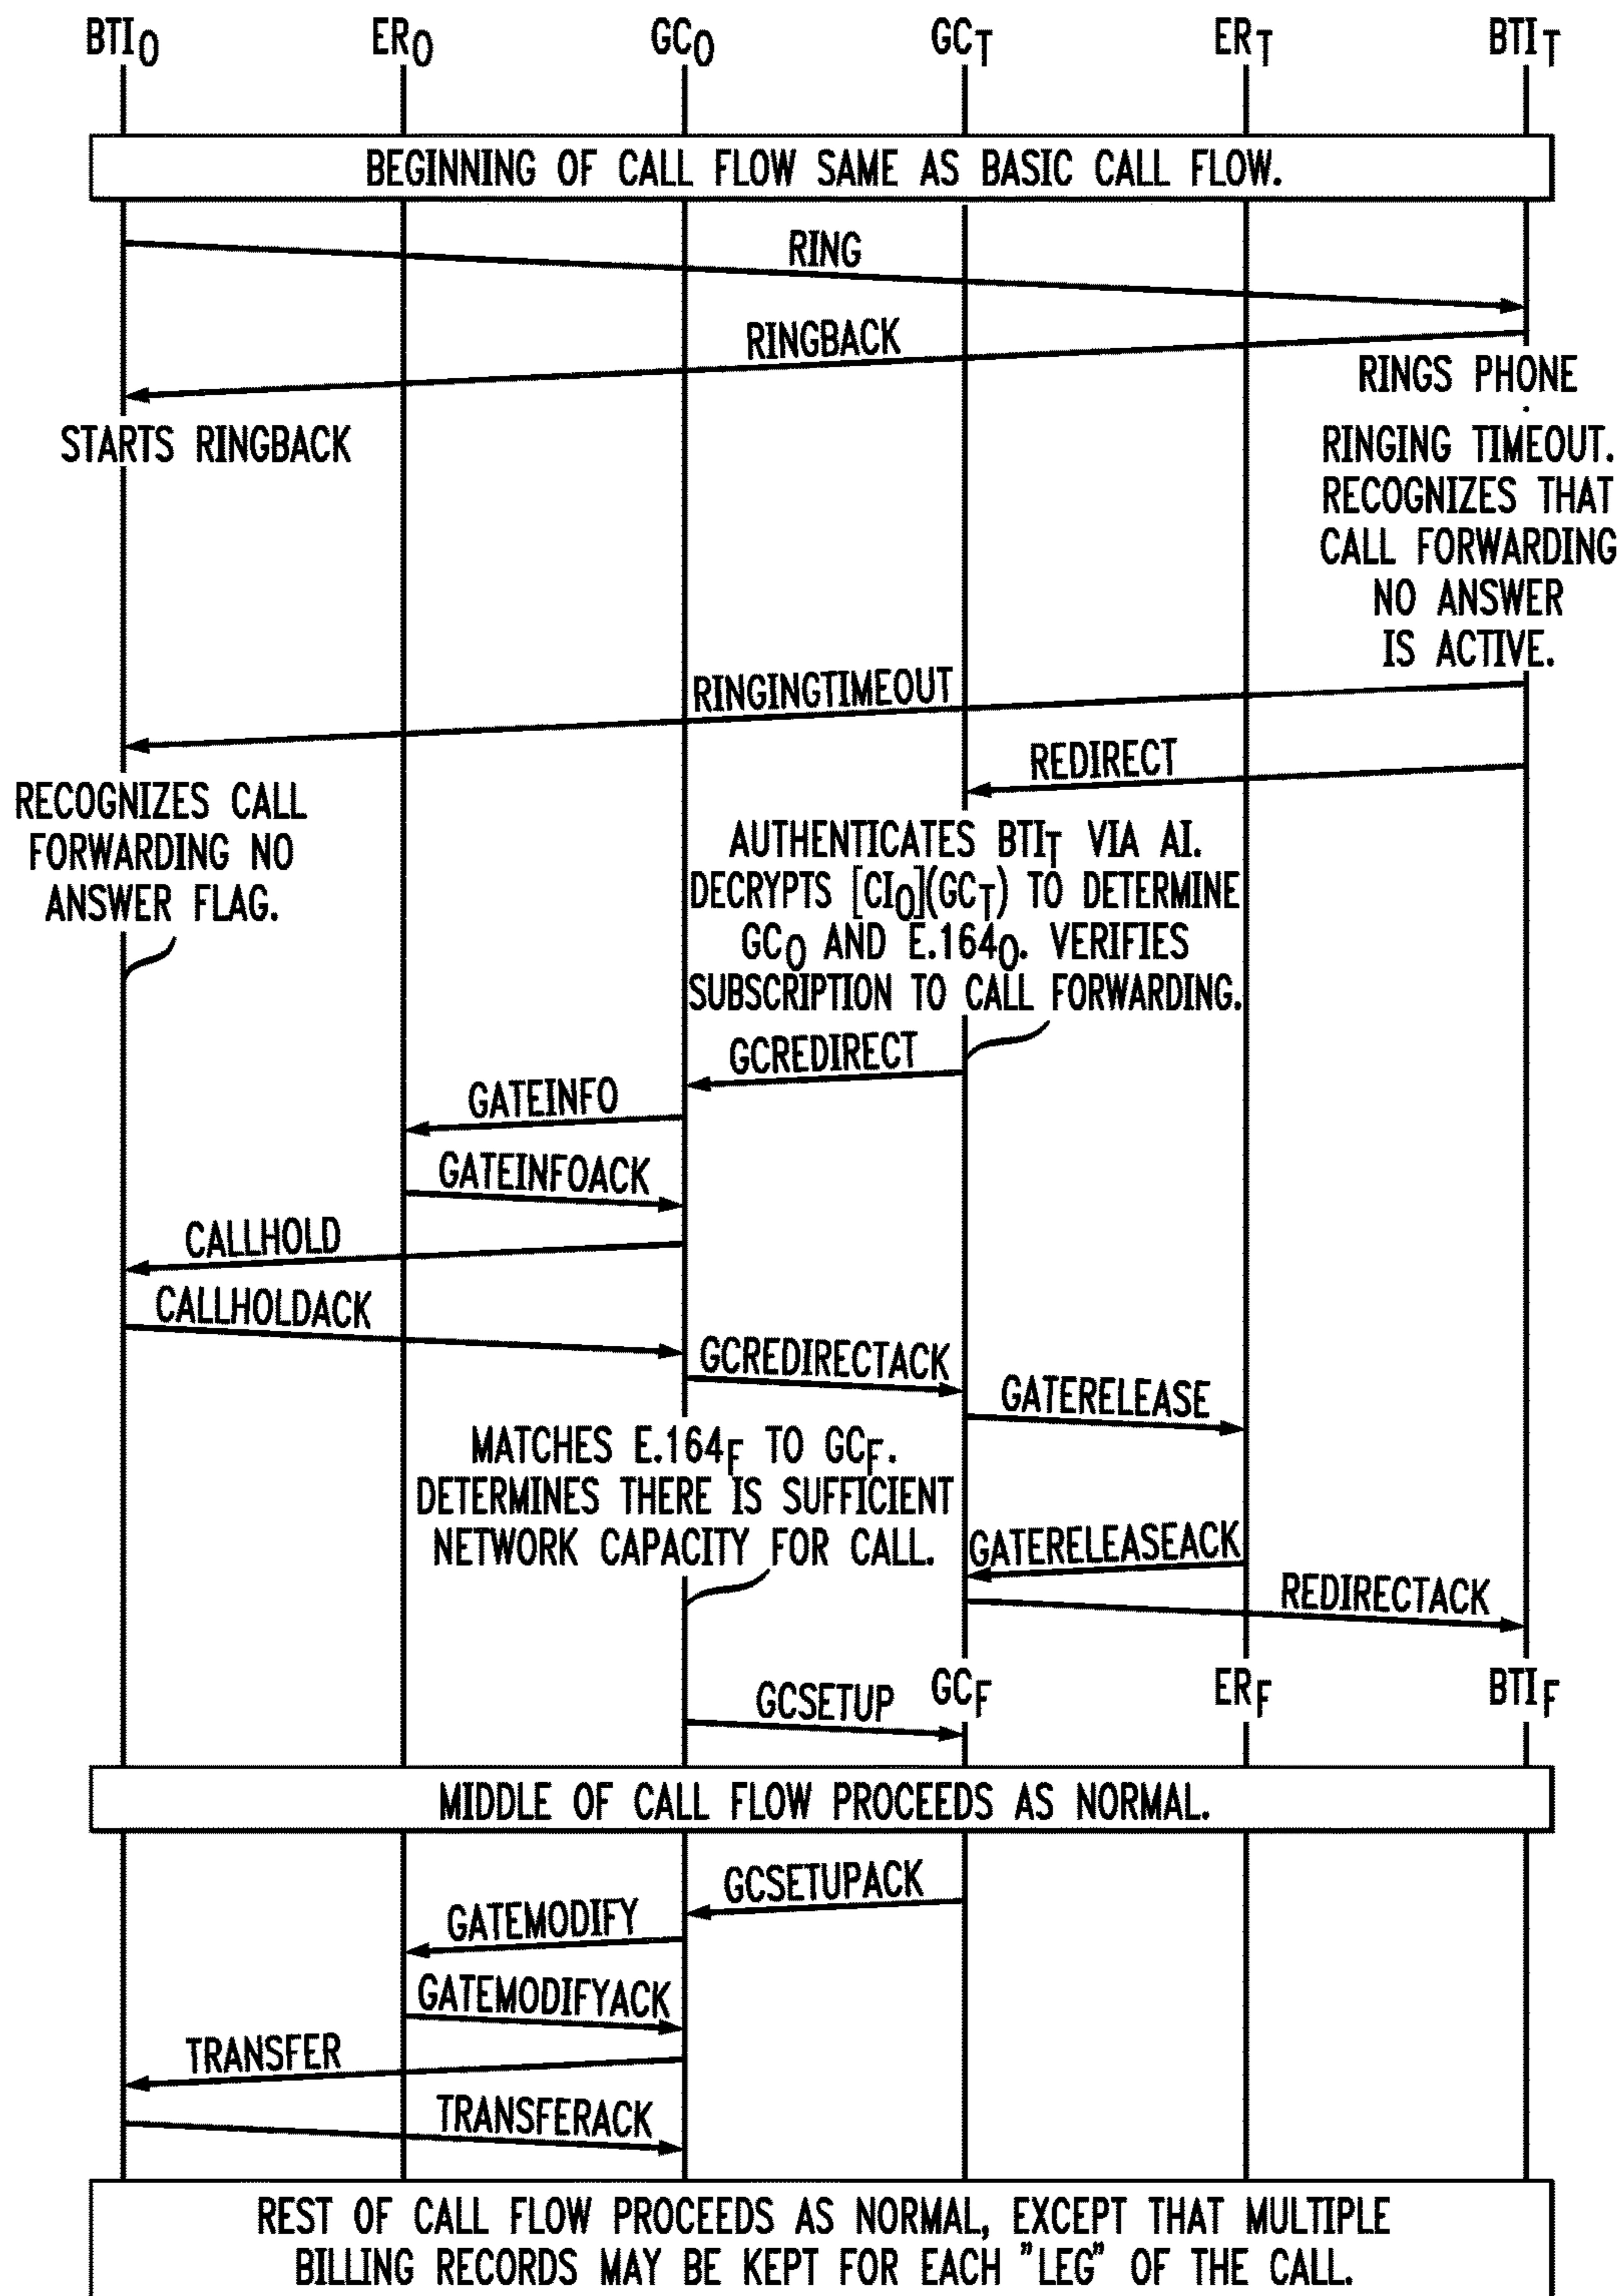 BTIO ERO GCO GCT ERT BTIT
BEGINNING OF CALL FLOW SAME AS BASIC CALL FLOW.
RING
RINGBACK
RINGS PHONE
STARTS RINGBACK
RINGING TIMEOUT.
RECOGNIZES THAT
CALL FORWARDING
NO ANSWER
IS ACTIVE.
RINGINGTIMEOUT
REDIRECT
RECOGNIZES CALL
FORWARDING NO
ANSWER FLAG.
AUTHENTICATES BTIT VIA AI.
DECRYPTS [CIO](GCT) TO DETERMINE
GCO AND E.164O. VERIFIES
SUBSCRIPTION TO CALL FORWARDING.
GCREDIRECT
GATEINFO
GATEINFOACK
CALLHOLD
CALLHOLDACK
GCREDIRECTACK
GATERELEASE
MATCHES E.164F TO GCF.
DETERMINES THERE IS SUFFICIENT
NETWORK CAPACITY FOR CALL.
GATERELEASEACK
REDIRECTACK
GCF ERF BTIF
GCSETUP
MIDDLE OF CALL FLOW PROCEEDS AS NORMAL.
GCSETUPACK
GATEMODIFY
GATEMODIFYACK
TRANSFER
TRANSFERACK
REST OF CALL FLOW PROCEEDS AS NORMAL, EXCEPT THAT MULTIPLE
BILLING RECORDS MAY BE KEPT FOR EACH "LEG" OF THE CALL.